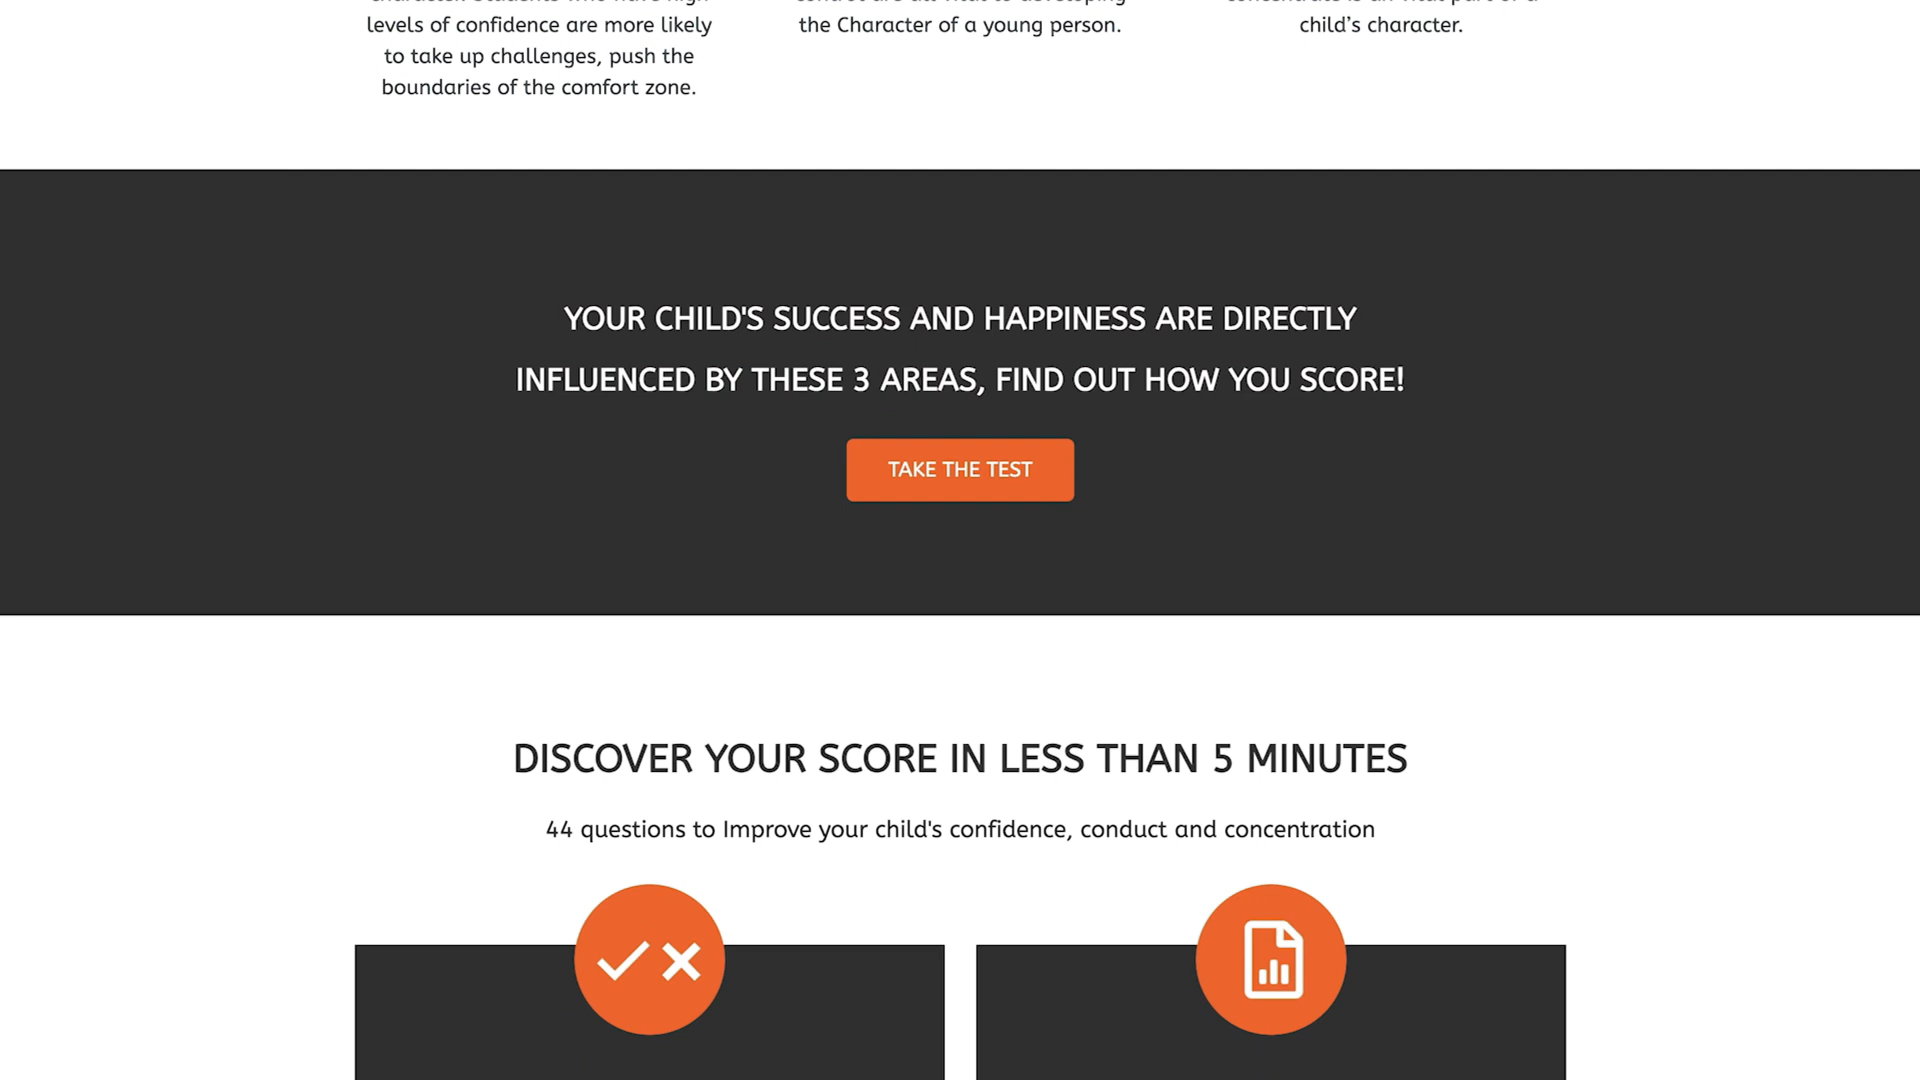 levels of confidence are more likely
to take up challenges, push the
boundaries of the comfort zone.
the Character of a young person.
child's character.
YOUR CHILD'S SUCCESS AND HAPPINESS ARE DIRECTLY
INFLUENCED BY THESE 3 AREAS, FIND OUT HOW YOU SCORE!
TAKE THE TEST
DISCOVER YOUR SCORE IN LESS THAN 5 MINUTES
44 questions to Improve your child's confidence, conduct and concentration